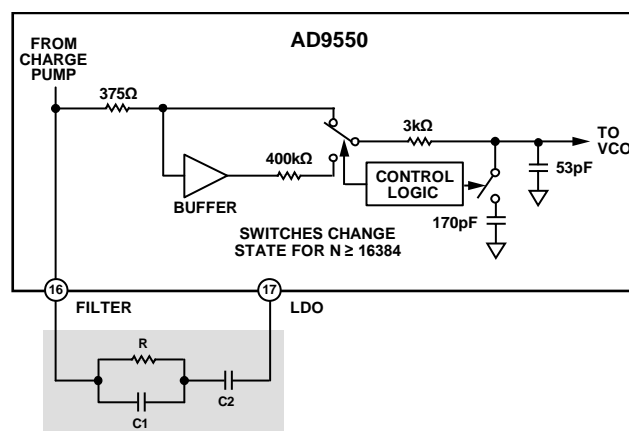 AD9550
FROM
CHARGE
PUMP
375Ω
3kΩ
TO
VCO
400kΩ
BUFFER
CONTROL
LOGIC
53pF
170pF
SWITCHES CHANGE
STATE FOR N ≥ 16384
16
FILTER
17
LDO
R
C1
C2